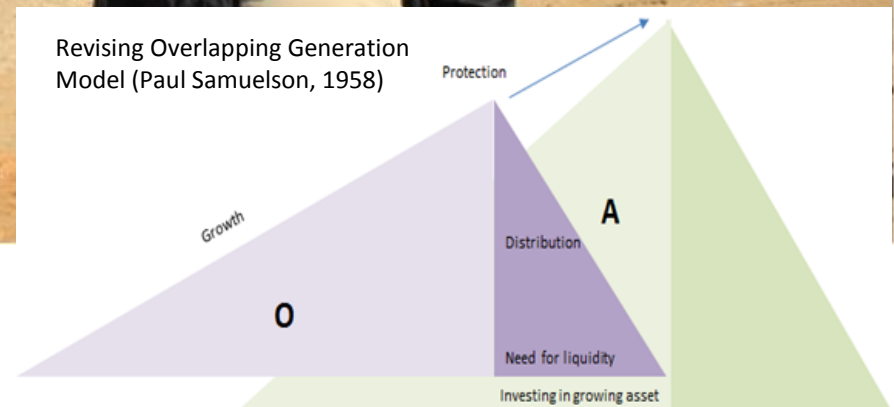 Revising Overlapping Generation
Model (Paul Samuelson, 1958)
Protection
Growth
A
Distribution
O
Need for liquidity
Investing in growing asset